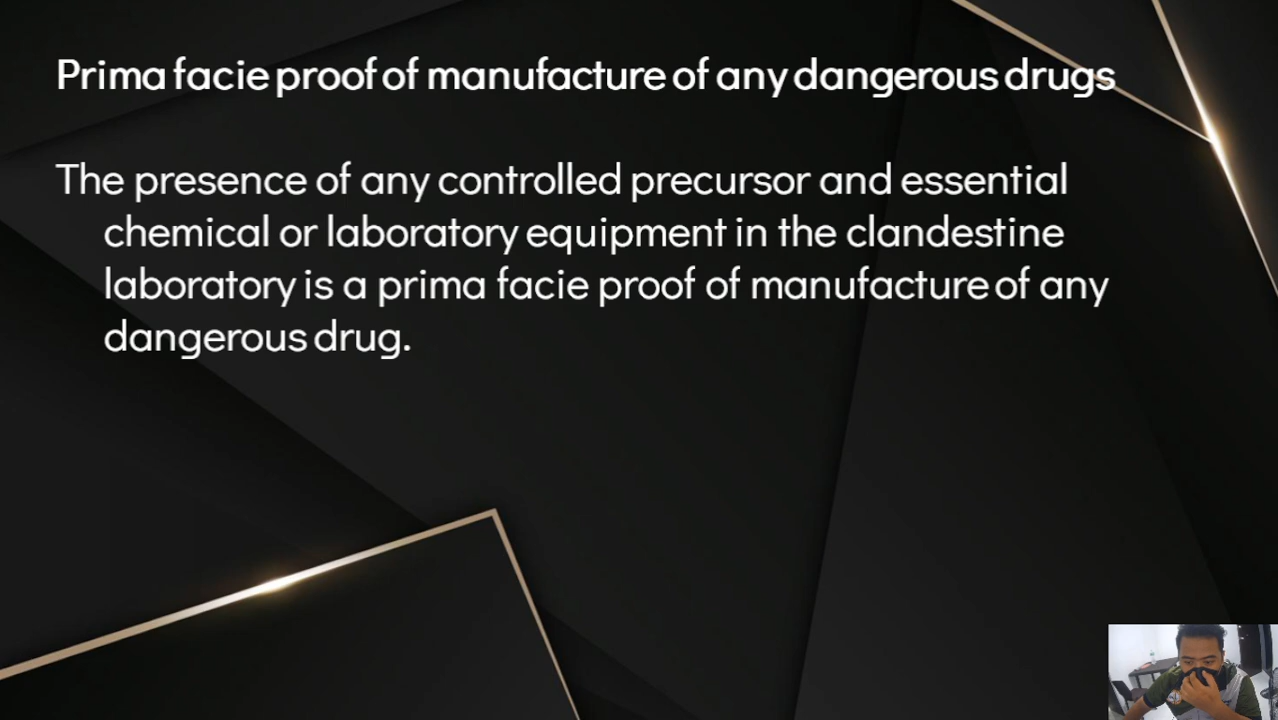 Prima facie proof of manufacture of any dangerous drugs
The presence of any controlled precursor and essential
chemical or laboratory equipment in the clandestine
laboratory is a prima facie proof of manufacture of any
dangerous drug.